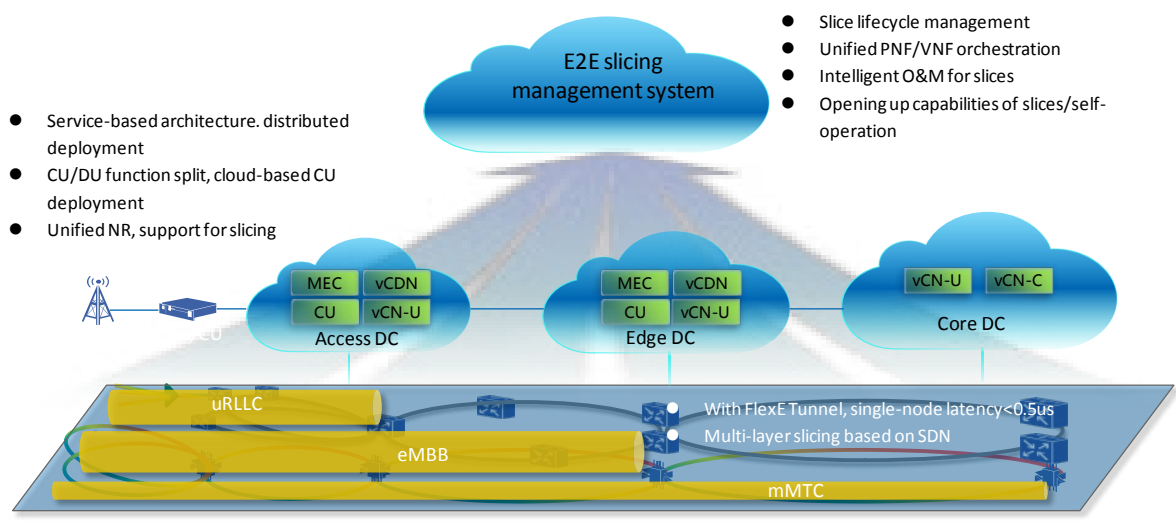 E2E slicing
management system
● Slice lifecycle management
● Unified PNF/VNF orchestration
● Intelligent O&M for slices
● Opening up capabilities of slices/self-
operation
● Service-based architecture. distributed
deployment
● CU/DU function split, cloud-based CU
deployment
● Unified NR, support for slicing
MEC vCDN
CU vCN-U
Access DC
MEC vCDN
CU vCN-U
Edge DC
vCN-U vCN-C
Core DC
uRLLC
● With FlexE Tunnel, single-node latency<0.5us
● Multi-layer slicing based on SDN
eMBB
mMTC